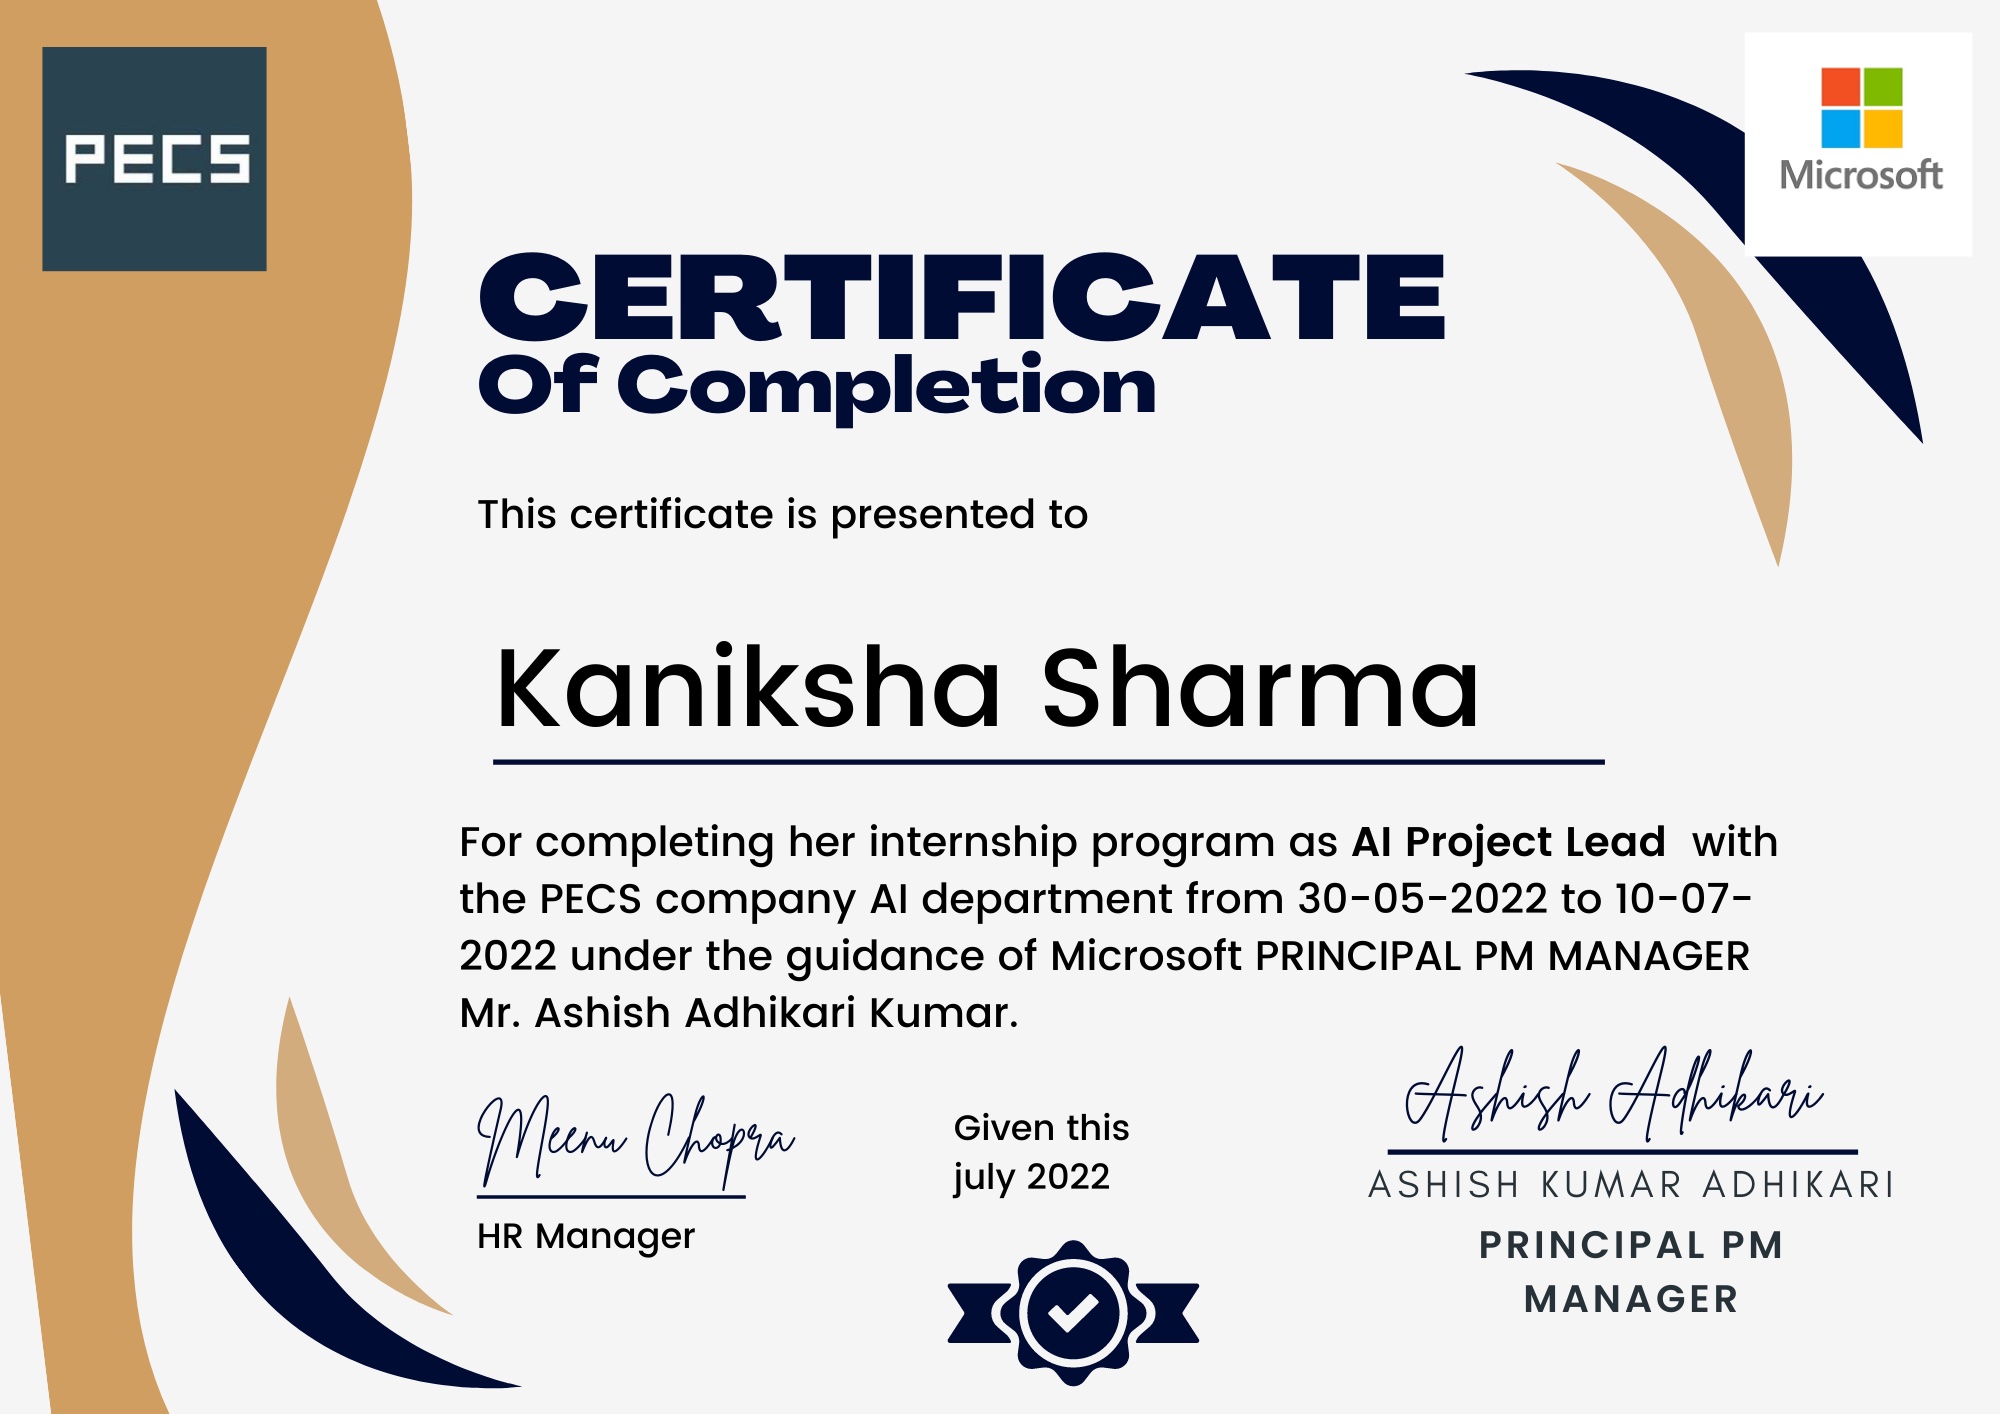 PECS
Microsoft
CERTIFICATE
Of Completion
This certificate is presented to
Kaniksha Sharma
For completing her internship program as AI Project Lead with
the PECS company AI department from 30-05-2022 to 10-07-
2022 under the guidance of Microsoft PRINCIPAL PM MANAGER
Mr. Ashish Adhikari Kumar.
Meenu Chopra
HR Manager
Given this
july 2022
Ashish Adhikari
ASHISH KUMAR ADHIKARI
PRINCIPAL PM
MANAGER